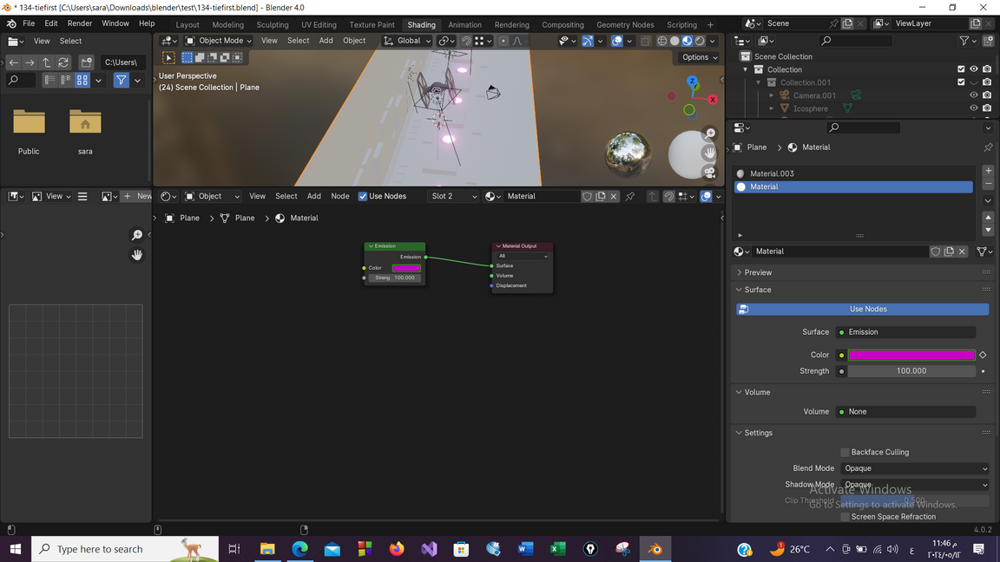 * 134-tiefirst [C:\Users\sara\Downloads\blender\test\134-tiefirst.blend] - Blender 4.0
File Edit Render Window Help Layout Modeling Sculpting UV Editing Texture Paint Shading Animation Rendering Compositing Geometry Nodes Scripting + Scene ViewLayer
View Select Object Mode View Select Add Object Global
C:\Users\
Options
User Perspective
(24) Scene Collection | Plane
Z
X
Public
sara
Scene Collection
Collection
Collection.001
Camera.001
Icosphere
Plane > Material
Material.003
Material
Material
View + New Object View Select Add Node Use Nodes Slot 2 Material
Plane > Plane > Material
Emission
Emission
Color
Streng 100.000
Material Output
All
Surface
Volume
Displacement
Preview
Surface
Use Nodes
Surface Emission
Color
Strength 100.000
Volume
Volume None
Settings
Backface Culling
Blend Mode Opaque
Shadow Mode Opaque
Clip Threshold 0.500
Screen Space Refraction
Activate Windows
Go to Settings to activate Windows.
4.0.2
Type here to search
26°C
ع
11:46 م
٢٠٢٤/٠٥/١٢